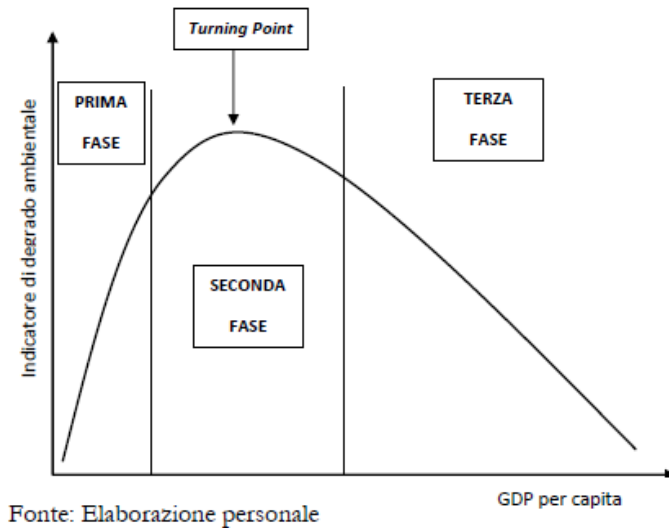 Turning Point
PRIMA
FASE
TERZA
FASE
SECONDA
FASE
Indicatore di degrado ambientale
GDP per capita
Fonte: Elaborazione personale